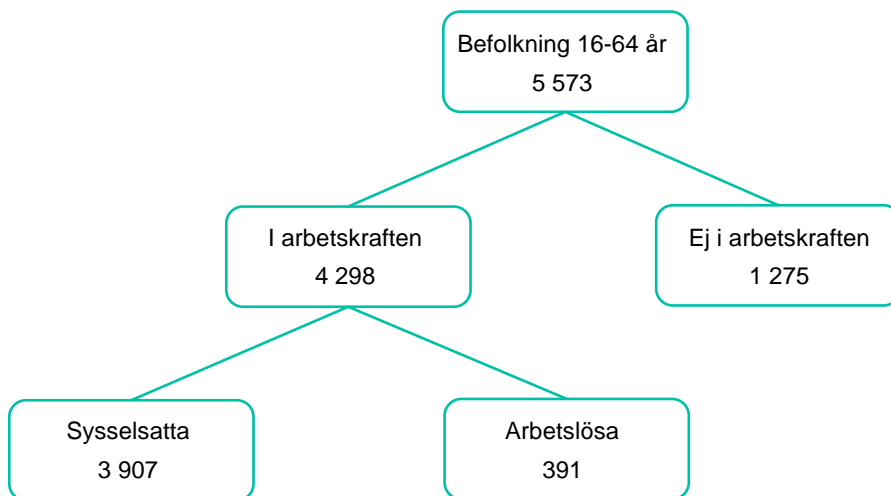 Befolkning 16-64 år
5 573
I arbetskraften
4 298
Ej i arbetskraften
1 275
Sysselsatta
3 907
Arbetslösa
391